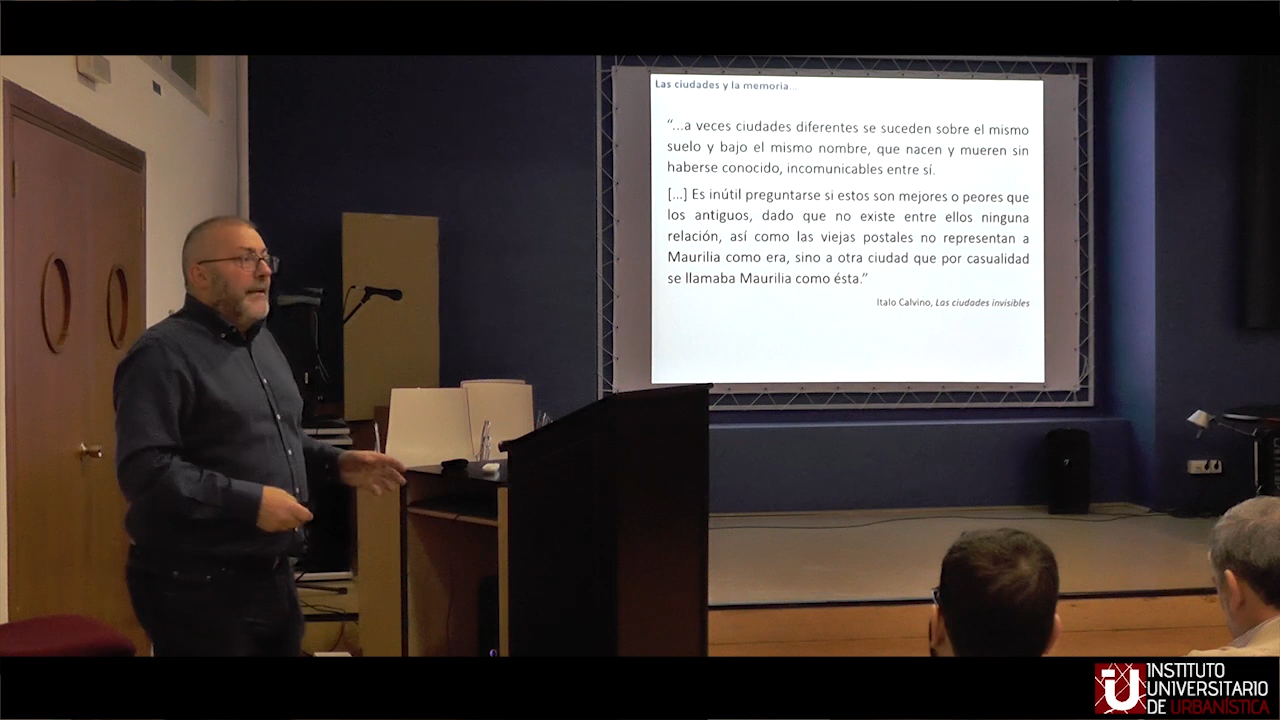 Las ciudades y la memoria...
“...a veces ciudades diferentes se suceden sobre el mismo
suelo y bajo el mismo nombre, que nacen y mueren sin
haberse conocido, incomunicables entre sí.
[...] Es inútil preguntarse si estos son mejores o peores que
los antiguos, dado que no existe entre ellos ninguna
relación, así como las viejas postales no representan a
Maurilia como era, sino a otra ciudad que por casualidad
se llamaba Maurilia como ésta.”
Italo Calvino, Las ciudades invisibles
INSTITUTO
UNIVERSITARIO
DE URBANÍSTICA